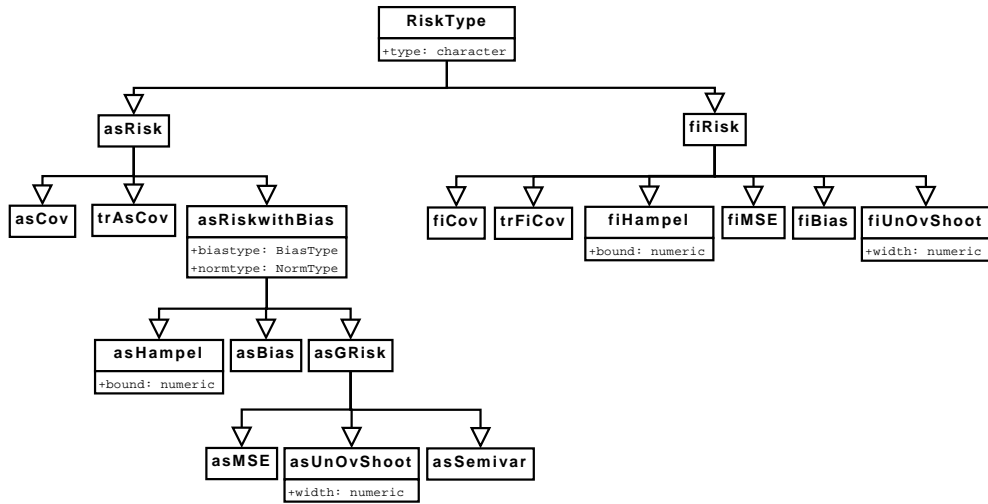 RiskType
+type: character
asRisk
fiRisk
asCov
trAsCov
asRiskwithBias
+biastype: BiasType
+normtype: NormType
fiCov
trFiCov
fiHampel
+bound: numeric
fiMSE
fiBias
fiUnOvShoot
+width: numeric
asHampel
+bound: numeric
asBias
asGRisk
asMSE
asUnOvShoot
+width: numeric
asSemivar